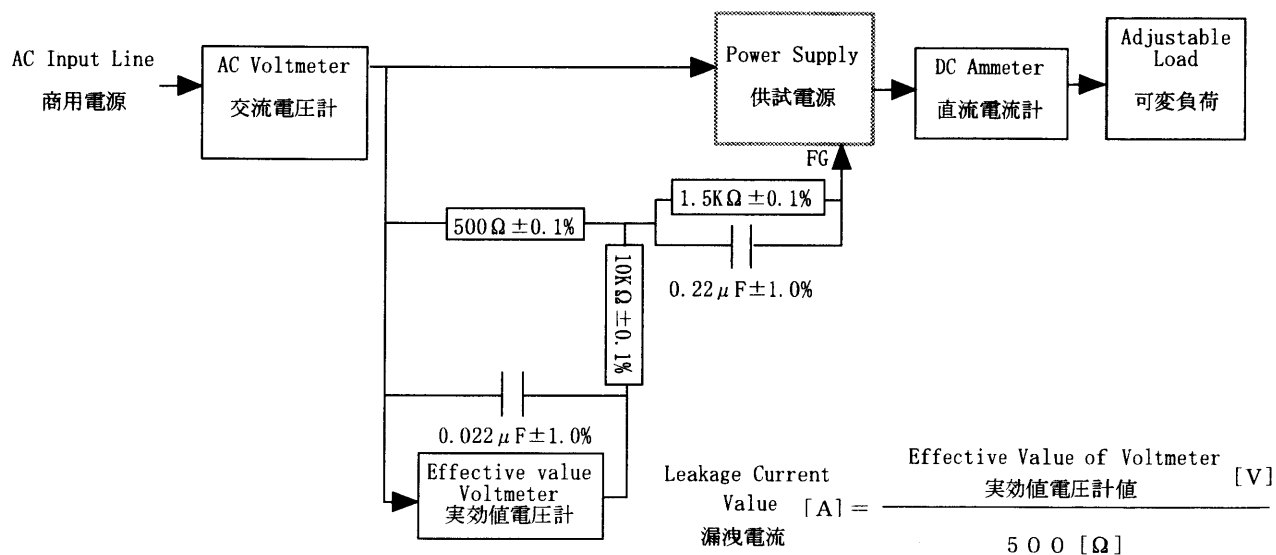 AC Input Line
商用電源
AC Voltmeter
交流電圧計
Power Supply
供試電源
DC Ammeter
直流電流計
Adjustable
Load
可変負荷
FG
1.5KΩ±0.1%
500Ω±0.1%
0.22μF±1.0%
10KΩ±0.1%
0.022μF±1.0%
Effective value
Voltmeter
実効値電圧計
Leakage Current
Value [A]=
漏洩電流
Effective Value of Voltmeter
実効値電圧計値 [V]
500[Ω]